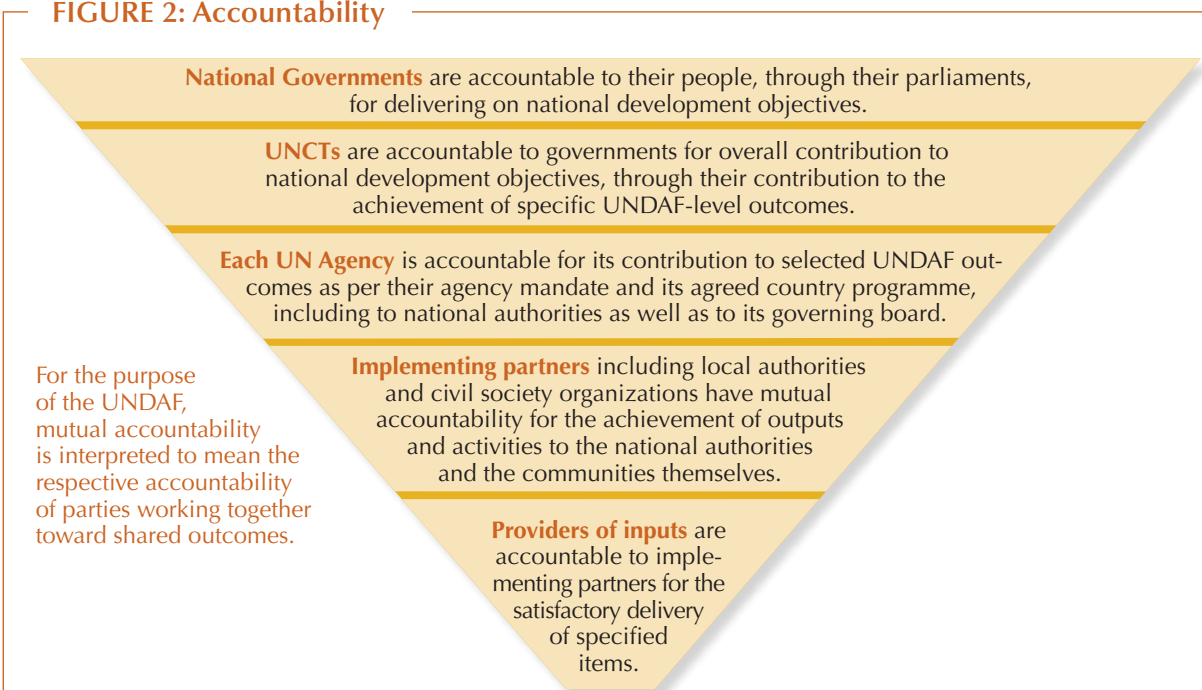 FIGURE 2: Accountability
National Governments are accountable to their people, through their parliaments,
for delivering on national development objectives.
UNCTs are accountable to governments for overall contribution to
national development objectives, through their contribution to the
achievement of specific UNDAF-level outcomes.
Each UN Agency is accountable for its contribution to selected UNDAF out-
comes as per their agency mandate and its agreed country programme,
including to national authorities as well as to its governing board.
Implementing partners including local authorities
and civil society organizations have mutual
accountability for the achievement of outputs
and activities to the national authorities
and the communities themselves.
For the purpose
of the UNDAF,
mutual accountability
is interpreted to mean the
respective accountability
of parties working together
toward shared outcomes.
Providers of inputs are
accountable to imple-
menting partners for the
satisfactory delivery
of specified
items.